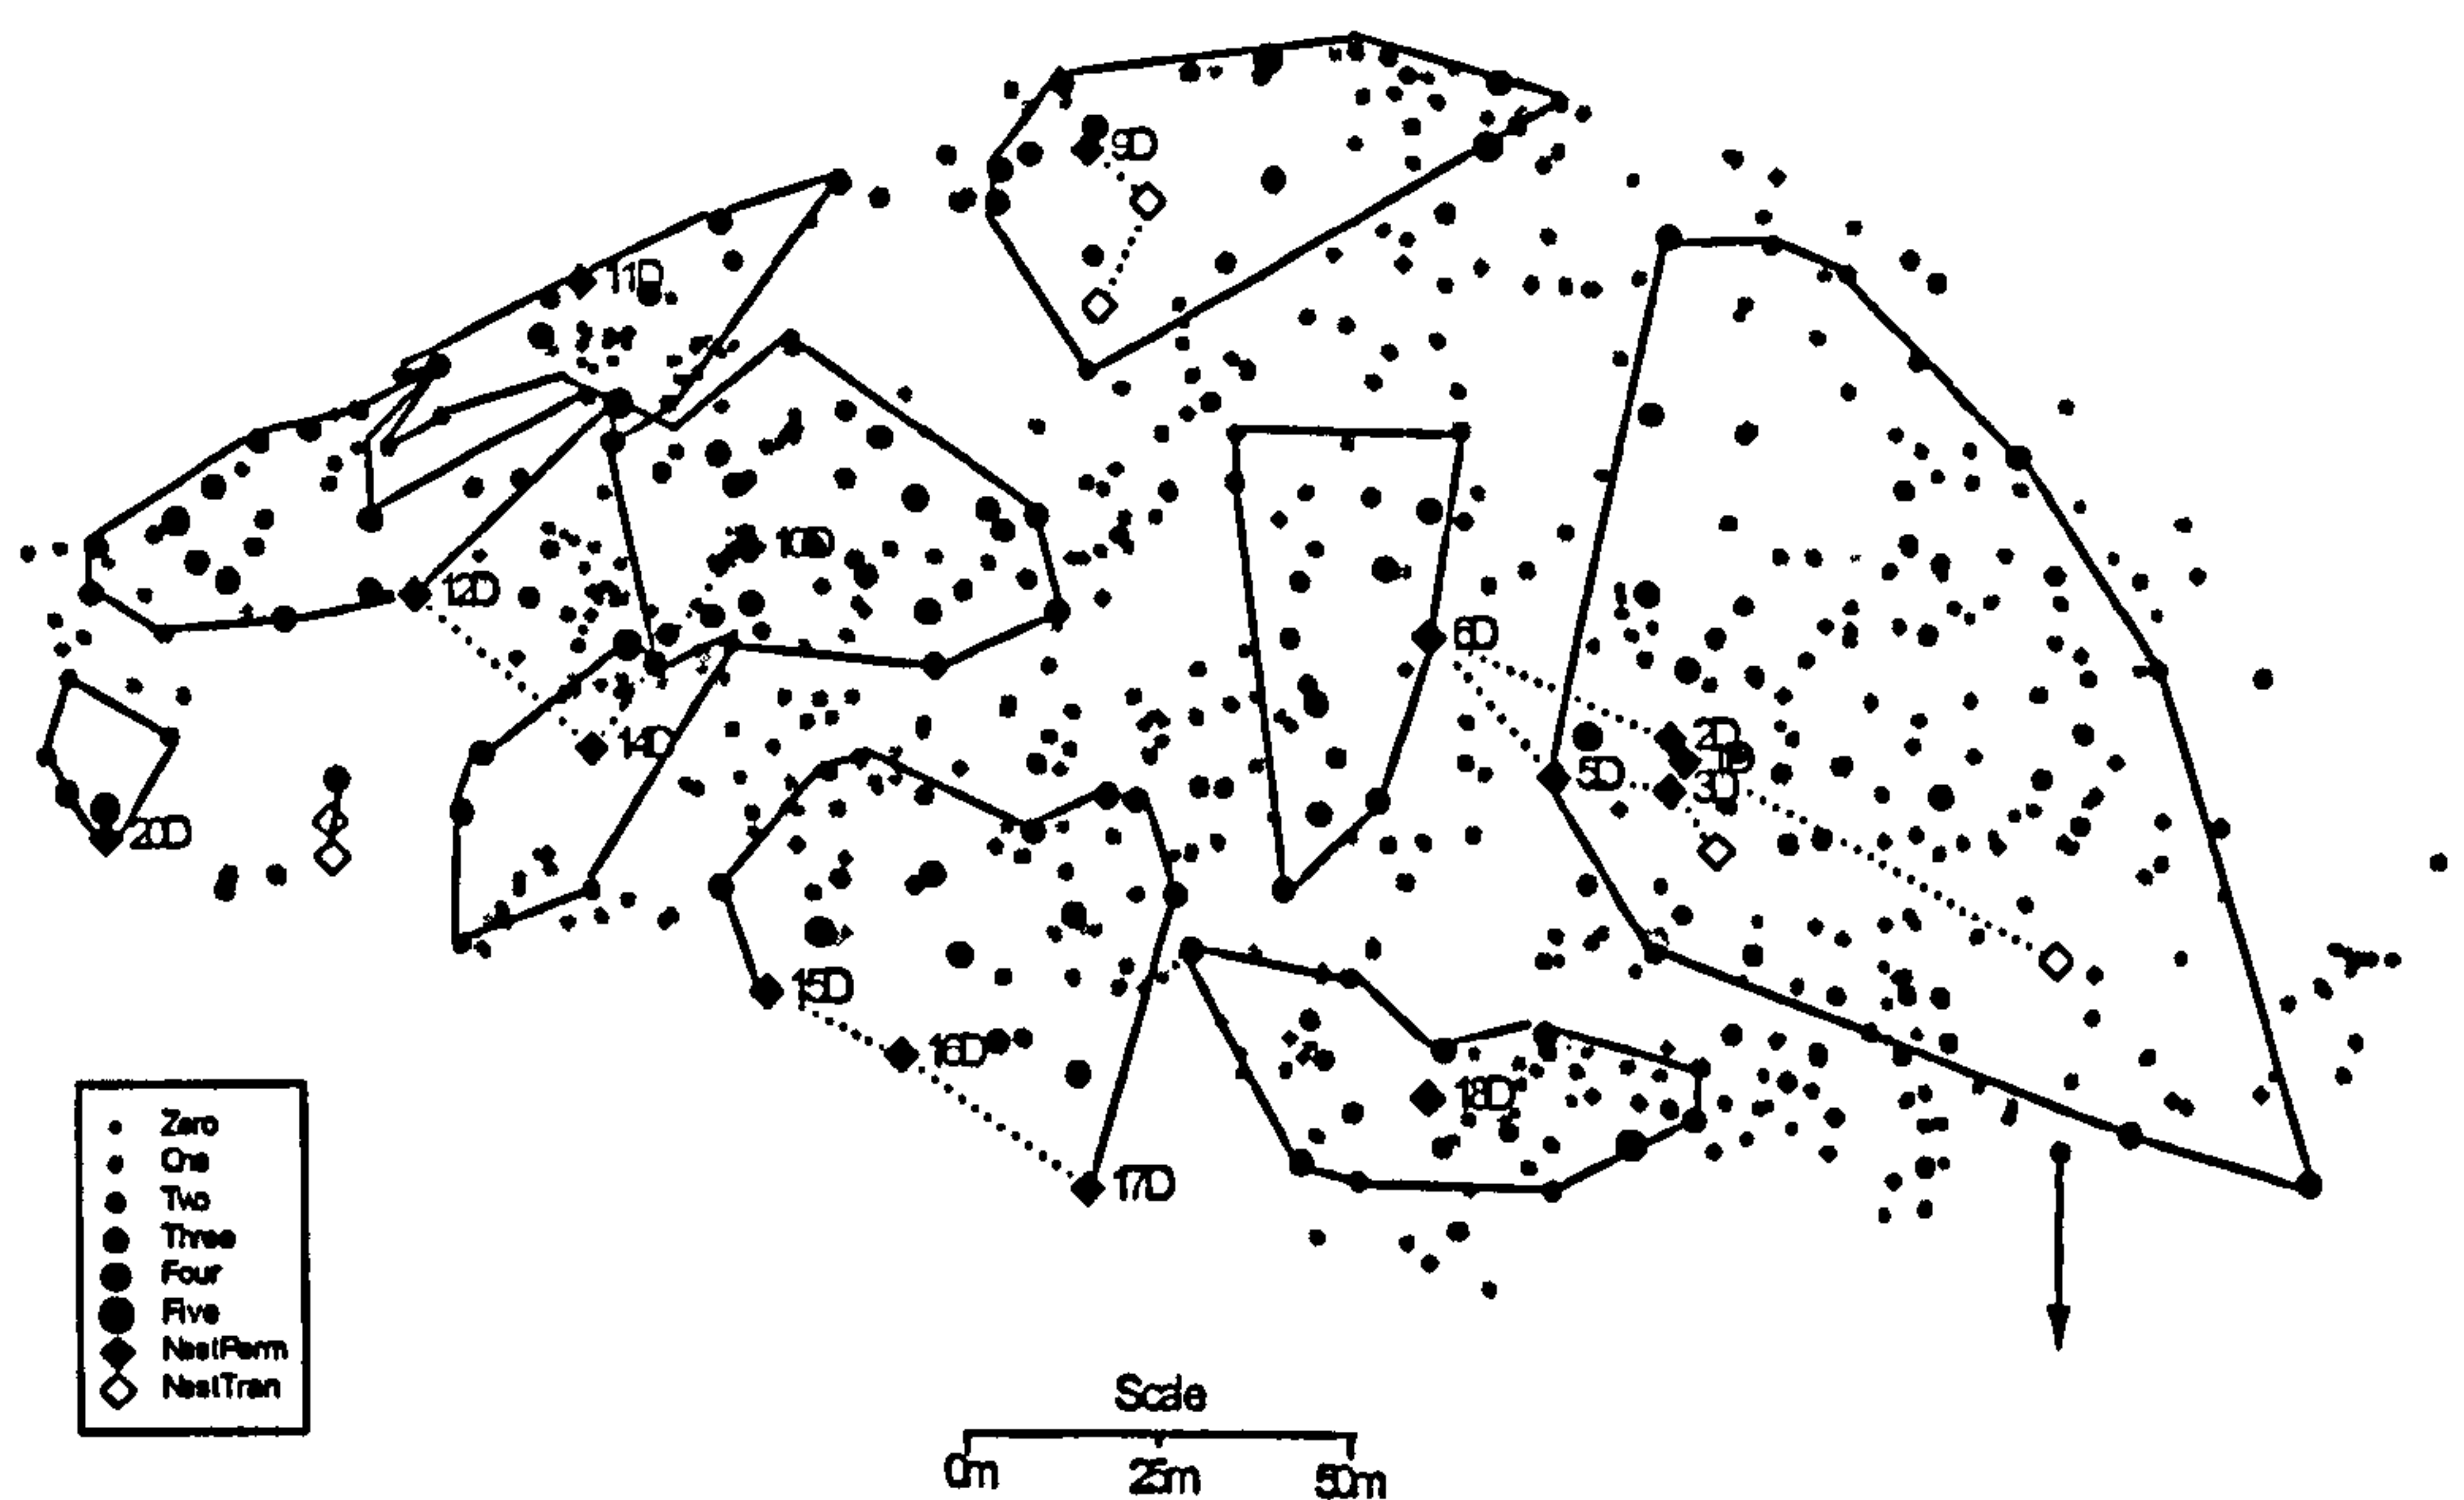 9D
11D
10D
12D
6D
14D
2D
1D
5D
3D
20D
15D
16D
18D
17D
Zero
One
Two
Three
Four
Five
NestPerm
NestTran
Scale
0m 25m 50m